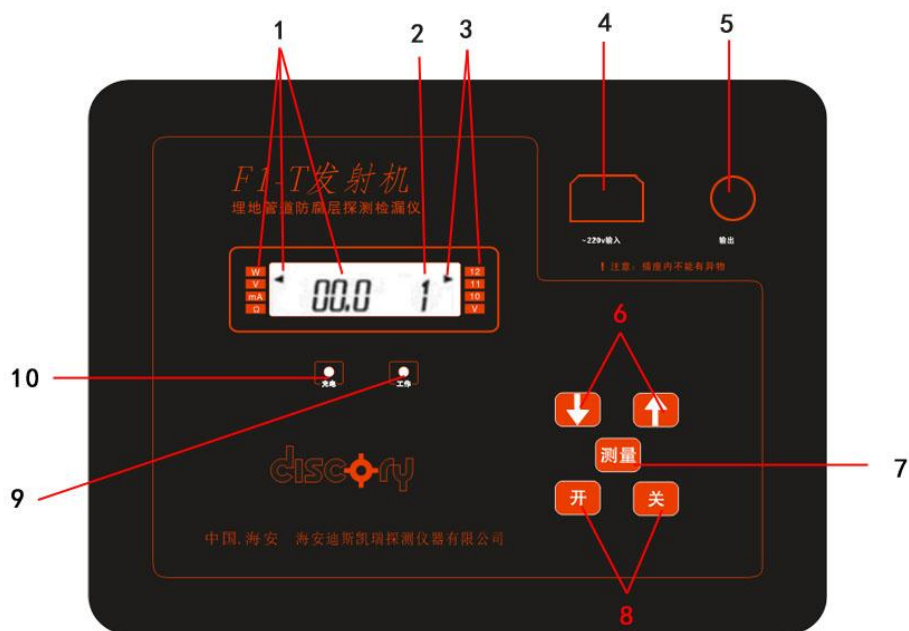 1 2 3 4 5
F1-T发射机
埋地管道防腐层探测检漏仪
~220v输入 输出
! 注意：插座内不能有异物
W 12
V 11
mA 00.0 1 10
Ω V
6
10 充电 工作
测量 7
discory
9
开 关
中国.海安 海安迪斯凯瑞探测仪器有限公司
8